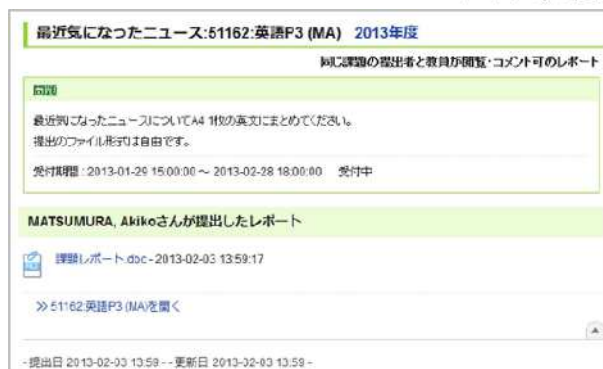 最近気になったニュース:51162:英語P3 (MA) 2013年度
同じ課題の提出者と教員が閲覧・コメント可のレポート
問題
最近気になったニュースについてA4 1枚の英文にまとめてください。
提出のファイル形式は自由です。
受付期間 : 2013-01-29 15:00:00 ～ 2013-02-28 18:00:00 受付中
MATSUMURA, Akikoさんが提出したレポート
課題レポート.doc - 2013-02-03 13:59:17
≫ 51162:英語P3 (MA)を開く
- 提出日 2013-02-03 13:59 - - 更新日 2013-02-03 13:59 -